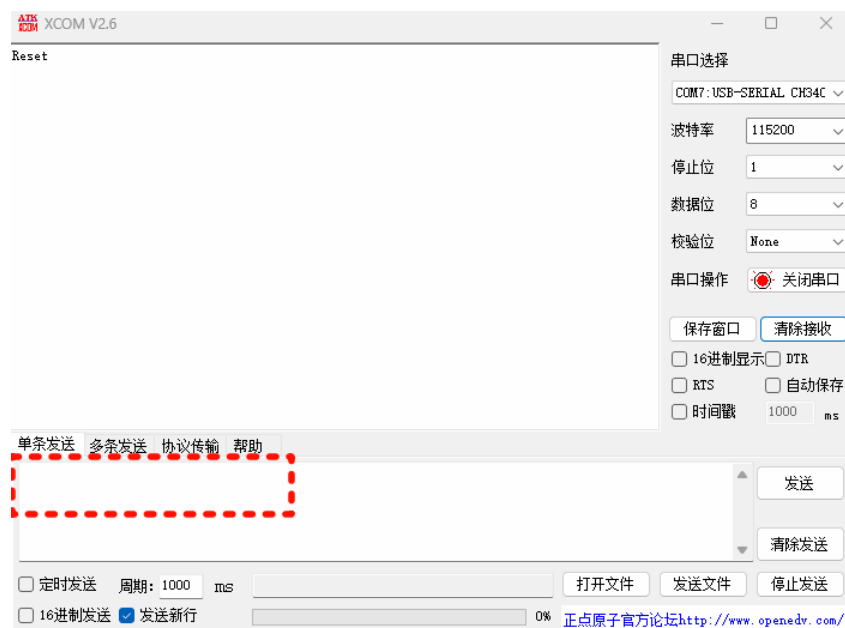 ATK XCOM XCOM V2.6
Reset
串口选择
COM7:USB-SERIAL CH34C
波特率 115200
停止位 1
数据位 8
校验位 None
串口操作 关闭串口
保存窗口 清除接收
16进制显示 DTR
RTS 自动保存
时间戳 1000 ms
单条发送 多条发送 协议传输 帮助
发送
清除发送
定时发送 周期: 1000 ms 打开文件 发送文件 停止发送
16进制发送 发送新行 0% 正点原子官方论坛http://www.openedv.com/